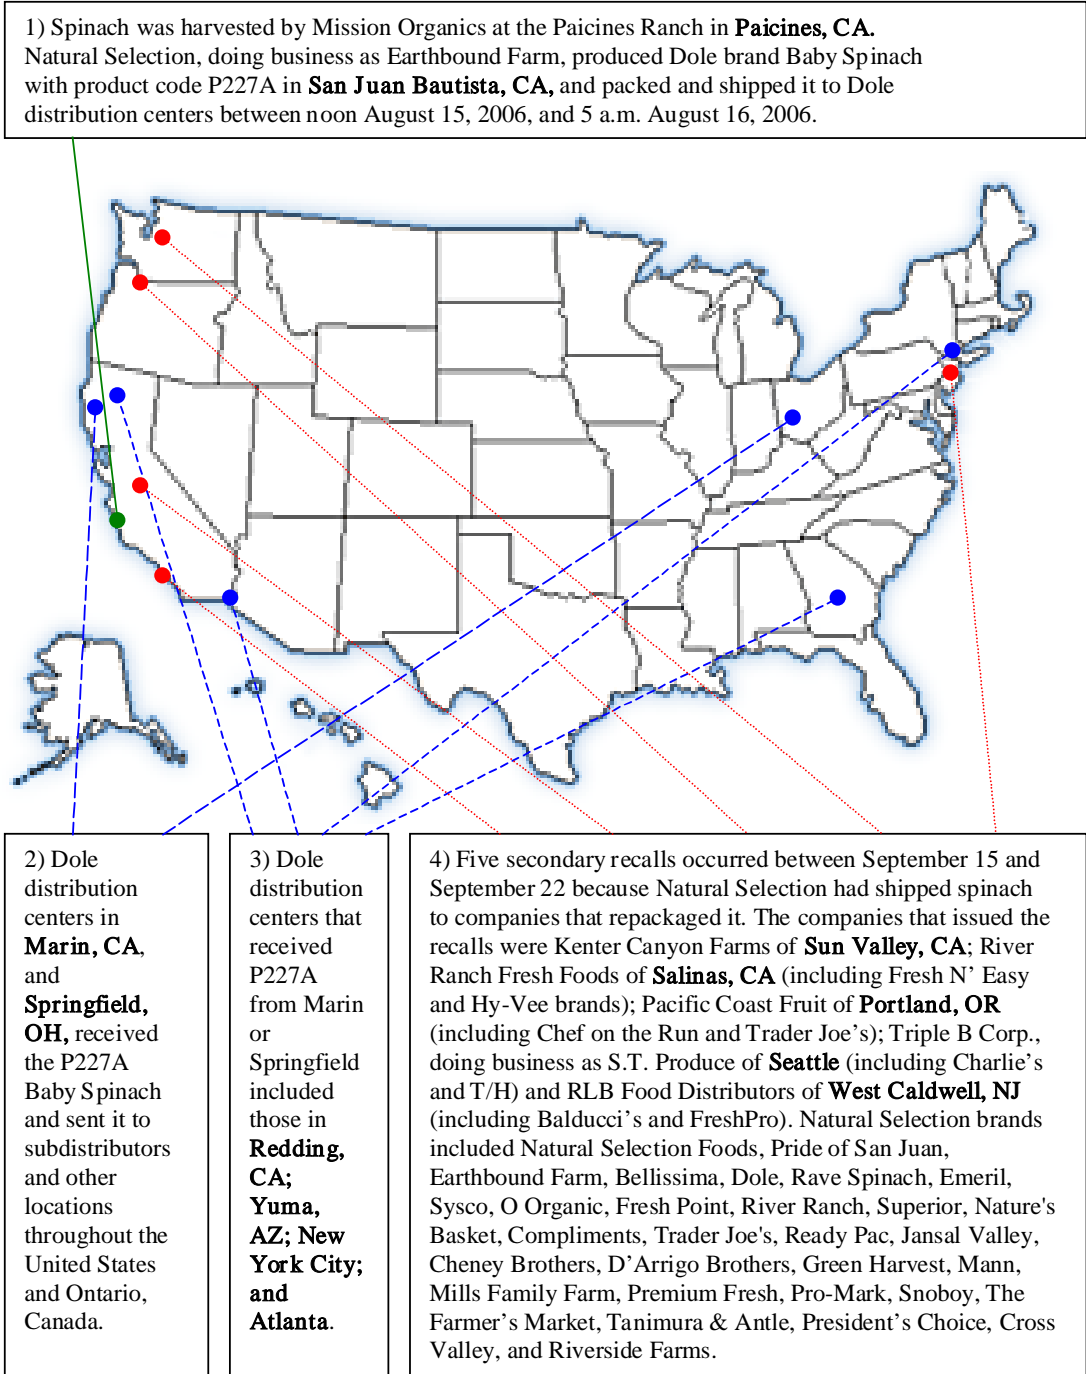 1) Spinach was harvested by Mission Organics at the Paicines Ranch in Paicines, CA.
Natural Selection, doing business as Earthbound Farm, produced Dole brand Baby Spinach
with product code P227A in San Juan Bautista, CA, and packed and shipped it to Dole
distribution centers between noon August 15, 2006, and 5 a.m. August 16, 2006.
2) Dole
distribution
centers in
Marin, CA,
and
Springfield,
OH, received
the P227A
Baby Spinach
and sent it to
subdistributors
and other
locations
throughout the
United States
and Ontario,
Canada.
3) Dole
distribution
centers that
received
P227A
from Marin
or
Springfield
included
those in
Redding,
CA;
Yuma,
AZ; New
York City;
and
Atlanta.
4) Five secondary recalls occurred between September 15 and
September 22 because Natural Selection had shipped spinach
to companies that repackaged it. The companies that issued the
recalls were Kenter Canyon Farms of Sun Valley, CA; River
Ranch Fresh Foods of Salinas, CA (including Fresh N’ Easy
and Hy-Vee brands); Pacific Coast Fruit of Portland, OR
(including Chef on the Run and Trader Joe’s); Triple B Corp.,
doing business as S.T. Produce of Seattle (including Charlie’s
and T/H) and RLB Food Distributors of West Caldwell, NJ
(including Balducci’s and FreshPro). Natural Selection brands
included Natural Selection Foods, Pride of San Juan,
Earthbound Farm, Bellissima, Dole, Rave Spinach, Emeril,
Sysco, O Organic, Fresh Point, River Ranch, Superior, Nature's
Basket, Compliments, Trader Joe's, Ready Pac, Jansal Valley,
Cheney Brothers, D’Arrigo Brothers, Green Harvest, Mann,
Mills Family Farm, Premium Fresh, Pro-Mark, Snoboy, The
Farmer’s Market, Tanimura & Antle, President’s Choice, Cross
Valley, and Riverside Farms.